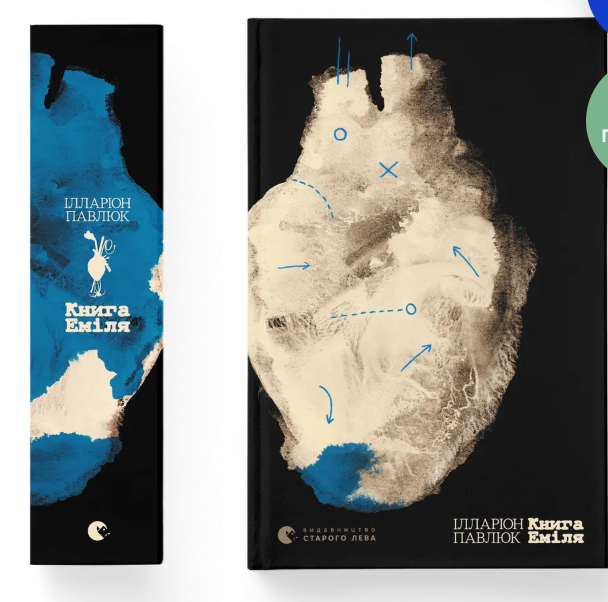 ІЛЛАРІОН
ПАВЛЮК
Книга
Еміля
ВИДАВНИЦТВО
СТАРОГО ЛЕВА
ІЛЛАРІОН Книга
ПАВЛЮК Еміля